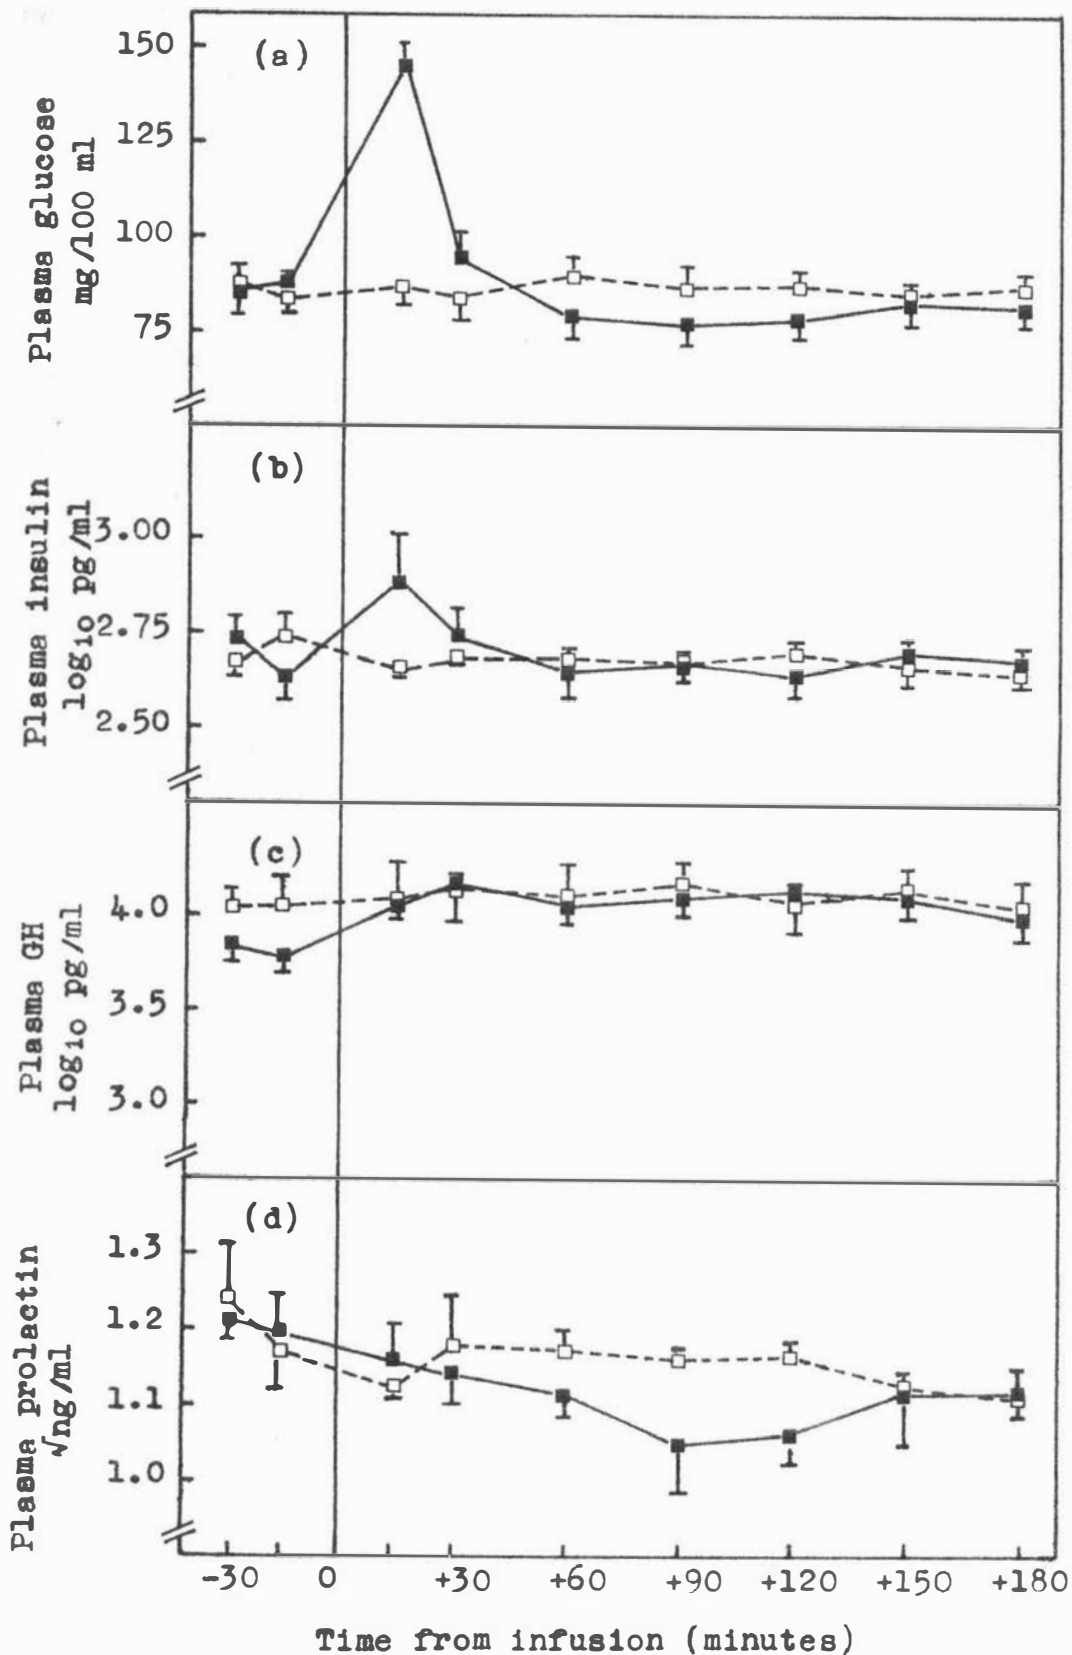 (a)
Plasma glucose
mg/100 ml
150
125
100
75
(b)
Plasma insulin
log10 pg/ml
3.00
2.75
2.50
(c)
Plasma GH
log10 pg/ml
4.0
3.5
3.0
(d)
Plasma prolactin
√ng/ml
1.3
1.2
1.1
1.0
-30 0 +30 +60 +90 +120 +150 +180
Time from infusion (minutes)